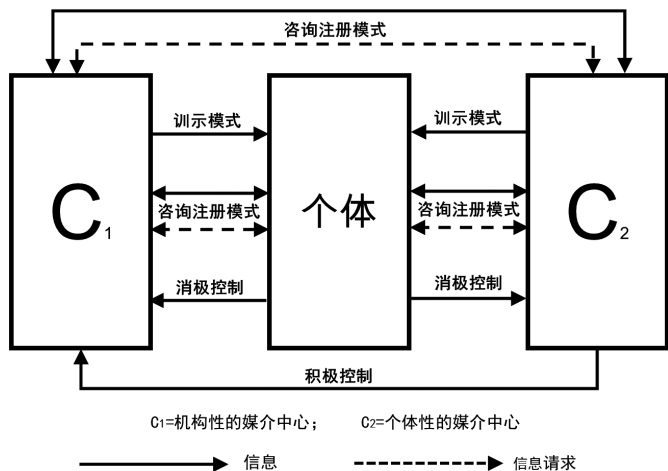 咨询注册模式
训示模式 训示模式
C1 个体 C2
咨询注册模式 咨询注册模式
消极控制 消极控制
积极控制
C1=机构性的媒介中心； C2=个体性的媒介中心
信息 信息请求